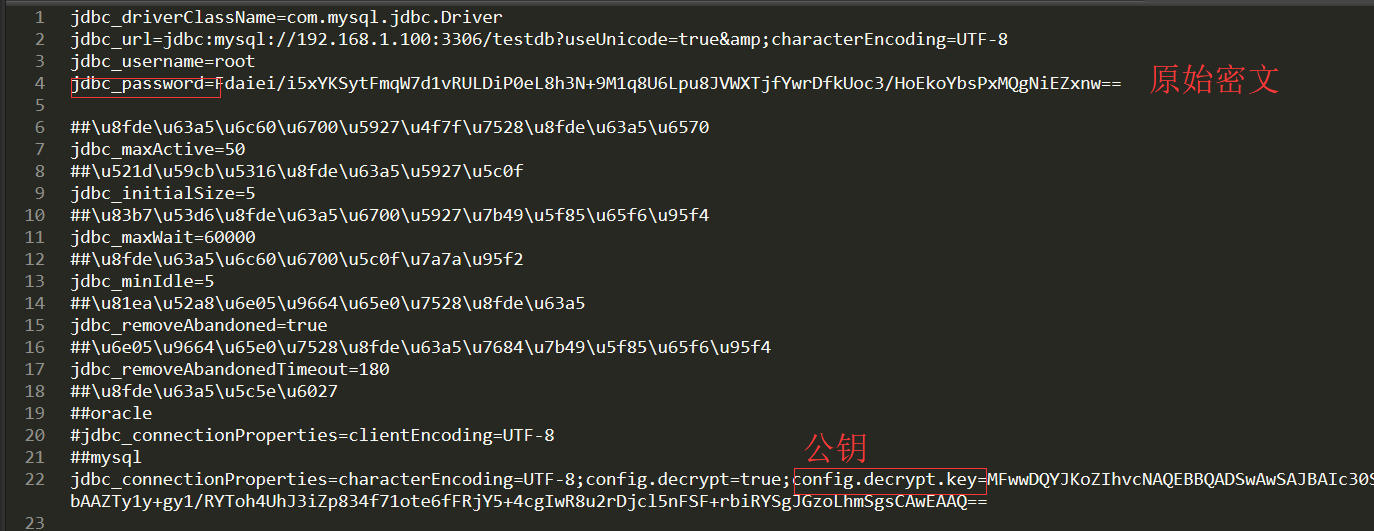 1 jdbc_driverClassName=com.mysql.jdbc.Driver
2 jdbc_url=jdbc:mysql://192.168.1.100:3306/testdb?useUnicode=true&amp;characterEncoding=UTF-8
3 jdbc_username=root
4 jdbc_password=Fdaiei/i5xYKSytFmqW7d1vRULDiP0eL8h3N+9M1q8U6Lpu8JVWXTjfYwrDfkUoc3/HoEkoYbsPxMQgNiEZxnw== 原始密文
5
6 ##\u8fde\u63a5\u6c60\u6700\u5927\u4f7f\u7528\u8fde\u63a5\u6570
7 jdbc_maxActive=50
8 ##\u521d\u59cb\u5316\u8fde\u63a5\u5927\u5c0f
9 jdbc_initialSize=5
10 ##\u83b7\u53d6\u8fde\u63a5\u6700\u5927\u7b49\u5f85\u65f6\u95f4
11 jdbc_maxWait=60000
12 ##\u8fde\u63a5\u6c60\u6700\u5c0f\u7a7a\u95f2
13 jdbc_minIdle=5
14 ##\u81ea\u52a8\u6e05\u9664\u65e0\u7528\u8fde\u63a5
15 jdbc_removeAbandoned=true
16 ##\u6e05\u9664\u65e0\u7528\u8fde\u63a5\u7684\u7b49\u5f85\u65f6\u95f4
17 jdbc_removeAbandonedTimeout=180
18 ##\u8fde\u63a5\u5c5e\u6027
19 ##oracle
20 #jdbc_connectionProperties=clientEncoding=UTF-8
公钥
21 ##mysql
22 jdbc_connectionProperties=characterEncoding=UTF-8;config.decrypt=true;config.decrypt.key=MFwwDQYJKoZIhvcNAQEBBQADSwAwSAJBAIc30S
bAAZTy1y+gy1/RYToh4UhJ3iZp834f71ote6fFRjY5+4cgIwR8u2rDjcl5nFSF+rbiRYSgJGzoLhmSgsCAwEAAQ==
23